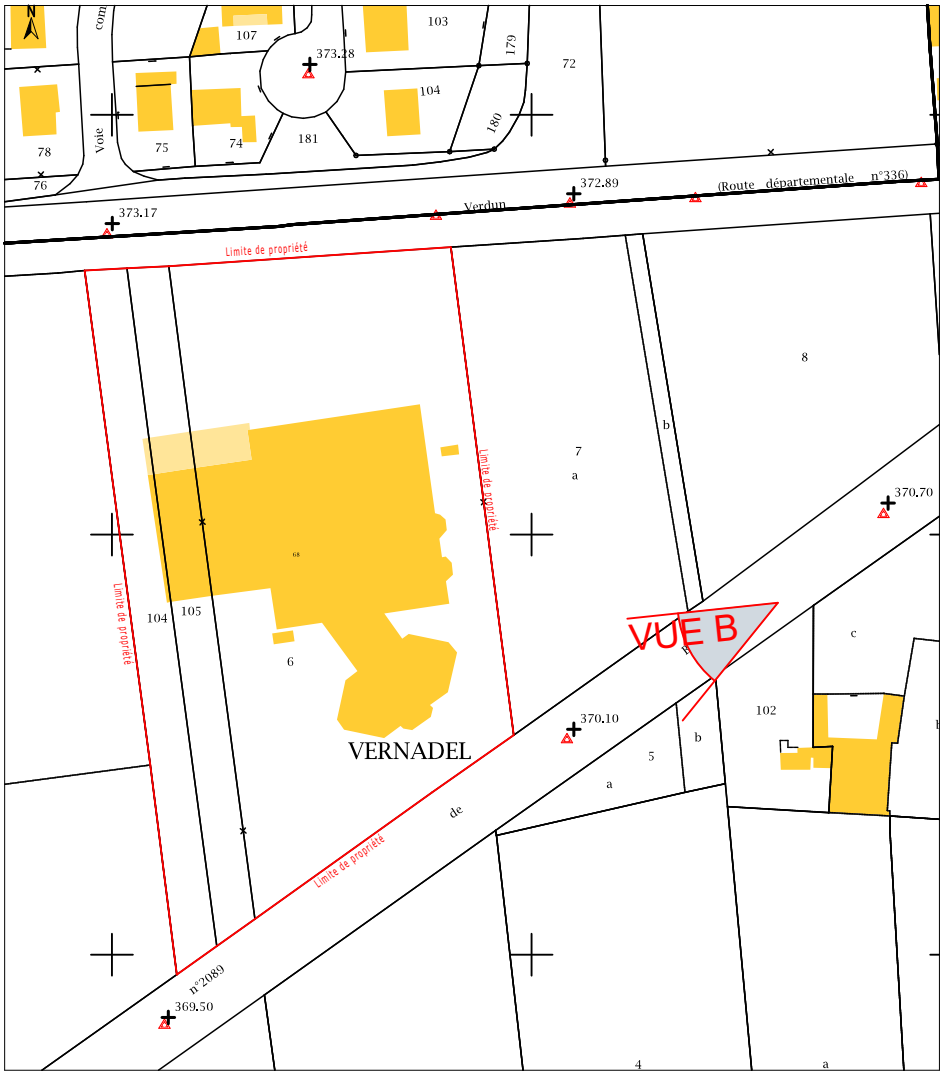 N
com
107
103
179
373.28
72
104
180
Voie
78
75
74
181
76
372.89
(Route départementale n°336)
Verdun
373.17
Limite de propriété
8
b
7
a
370.70
Limite de propriété
68
Limite de propriété
104
105
6
VUE B
c
102
370.10
b
VERNADEL
5
a
de
Limite de propriété
n°2089
369.50
4
a